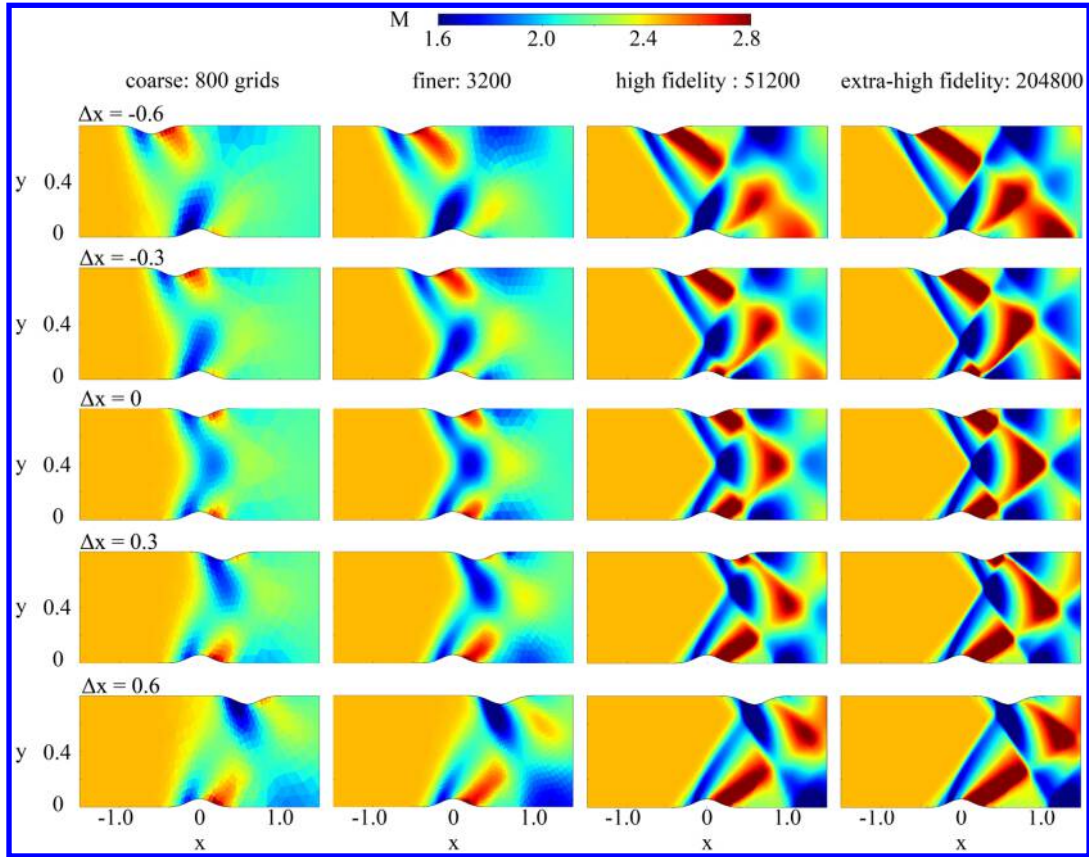 M
1.6 2.0 2.4 2.8
coarse: 800 grids finer: 3200 high fidelity : 51200 extra-high fidelity: 204800
Δx = -0.6
y 0.4
0
Δx = -0.3
y 0.4
0
Δx = 0
y 0.4
0
Δx = 0.3
y 0.4
0
Δx = 0.6
y 0.4
0
-1.0 0 1.0 -1.0 0 1.0 -1.0 0 1.0 -1.0 0 1.0
x x x x